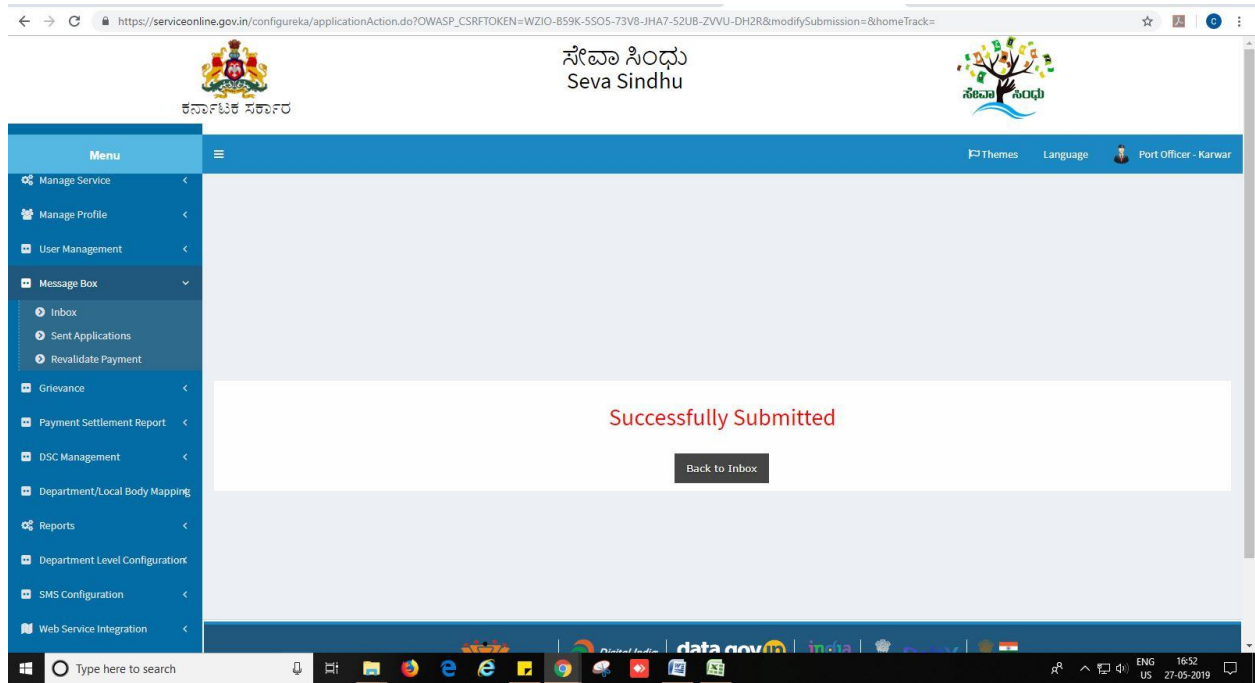 https://serviceonline.gov.in/configureka/applicationAction.do?OWASP_CSRFTOKEN=WZIO-B59K-5SO5-73V8-JHA7-52UB-ZVVU-DH2R&modifySubmission=&homeTrack=
C
ಕರ್ನಾಟಕ ಸರ್ಕಾರ
ಸೇವಾ ಸಿಂಧು
Seva Sindhu
ಸೇವಾ ಸಿಂಧು
Menu
Themes Language Port Officer - Karwar
Manage Service
Manage Profile
User Management
Message Box
Inbox
Sent Applications
Revalidate Payment
Grievance
Payment Settlement Report
DSC Management
Department/Local Body Mapping
Reports
Department Level Configuration
SMS Configuration
Web Service Integration
Successfully Submitted
Back to Inbox
Digital India data.gov.in india
Type here to search
ENG 16:52
US 27-05-2019